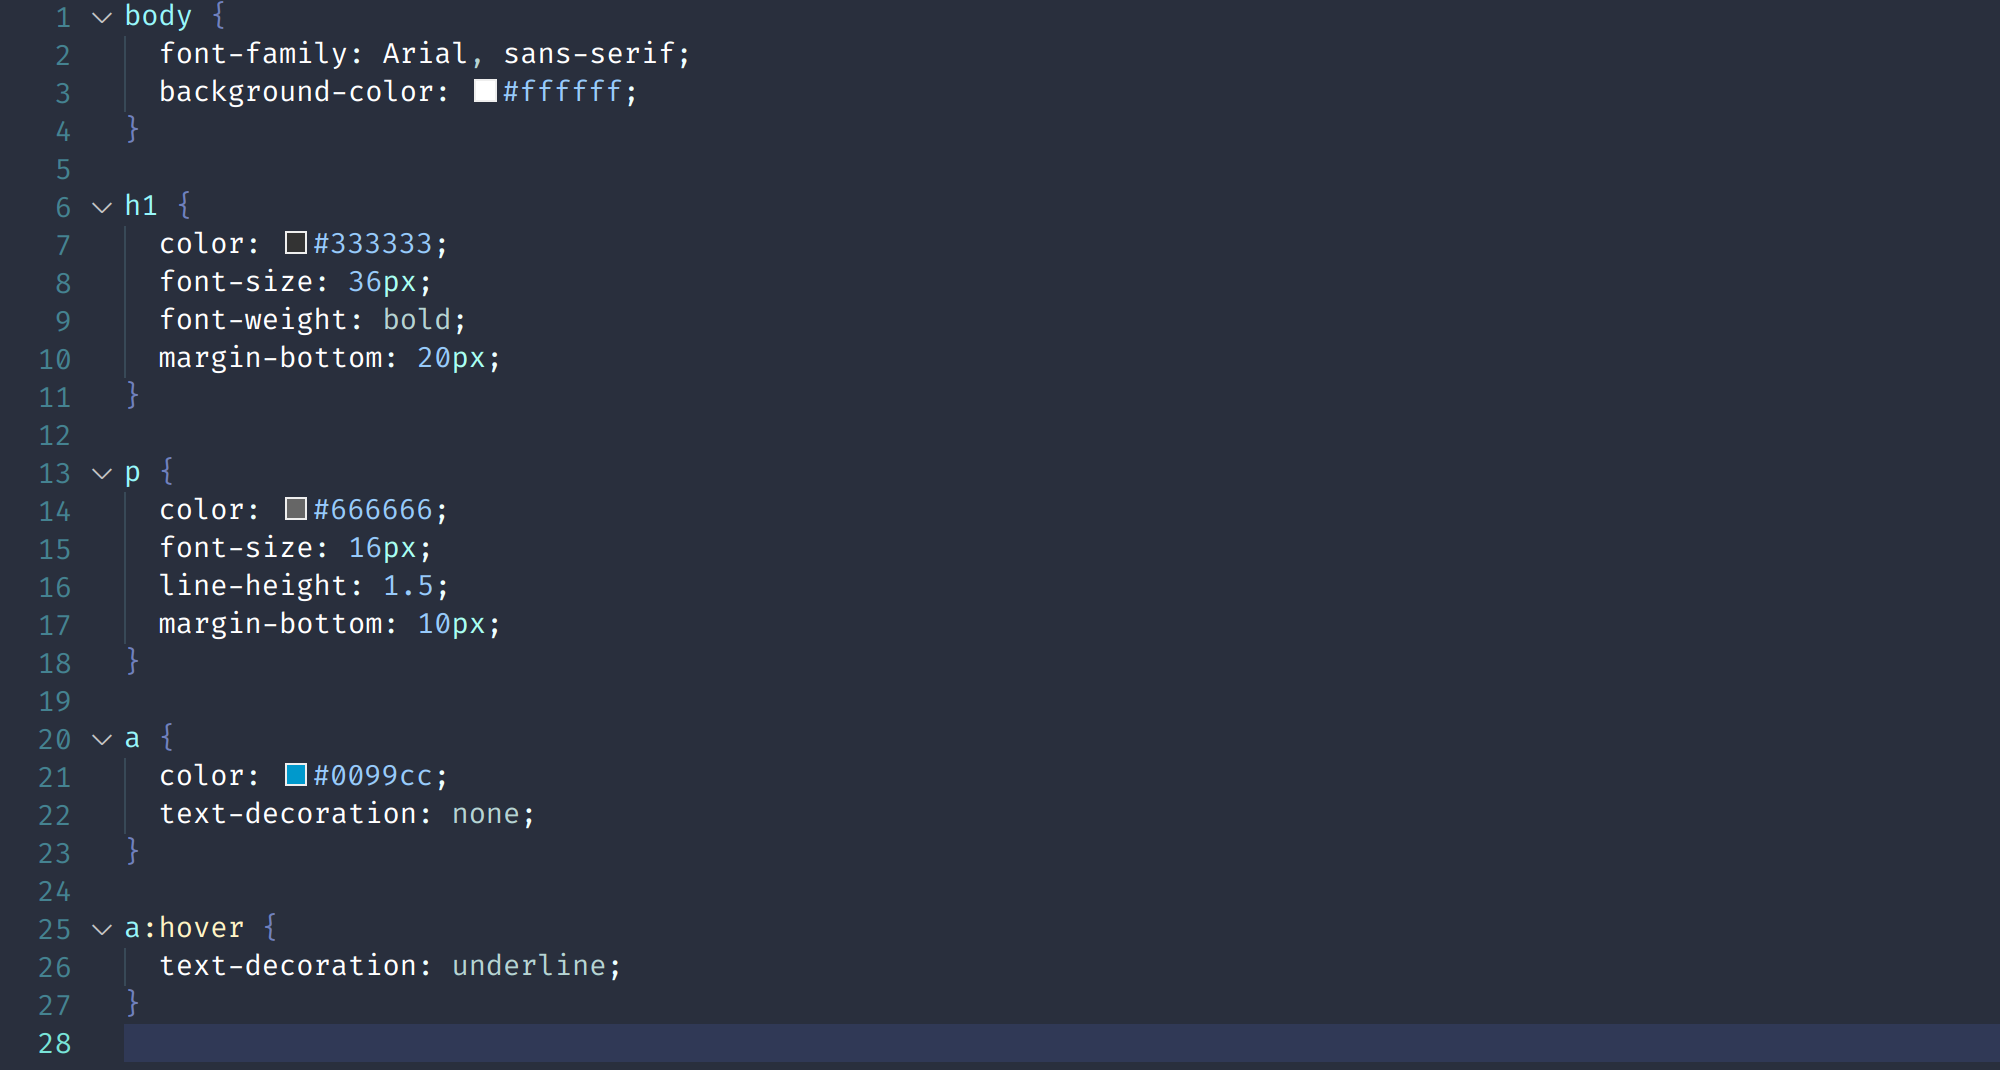 1 body {
2   font-family: Arial, sans-serif;
3   background-color: #ffffff;
4 }
5
6 h1 {
7   color: #333333;
8   font-size: 36px;
9   font-weight: bold;
10   margin-bottom: 20px;
11 }
12
13 p {
14   color: #666666;
15   font-size: 16px;
16   line-height: 1.5;
17   margin-bottom: 10px;
18 }
19
20 a {
21   color: #0099cc;
22   text-decoration: none;
23 }
24
25 a:hover {
26   text-decoration: underline;
27 }
28